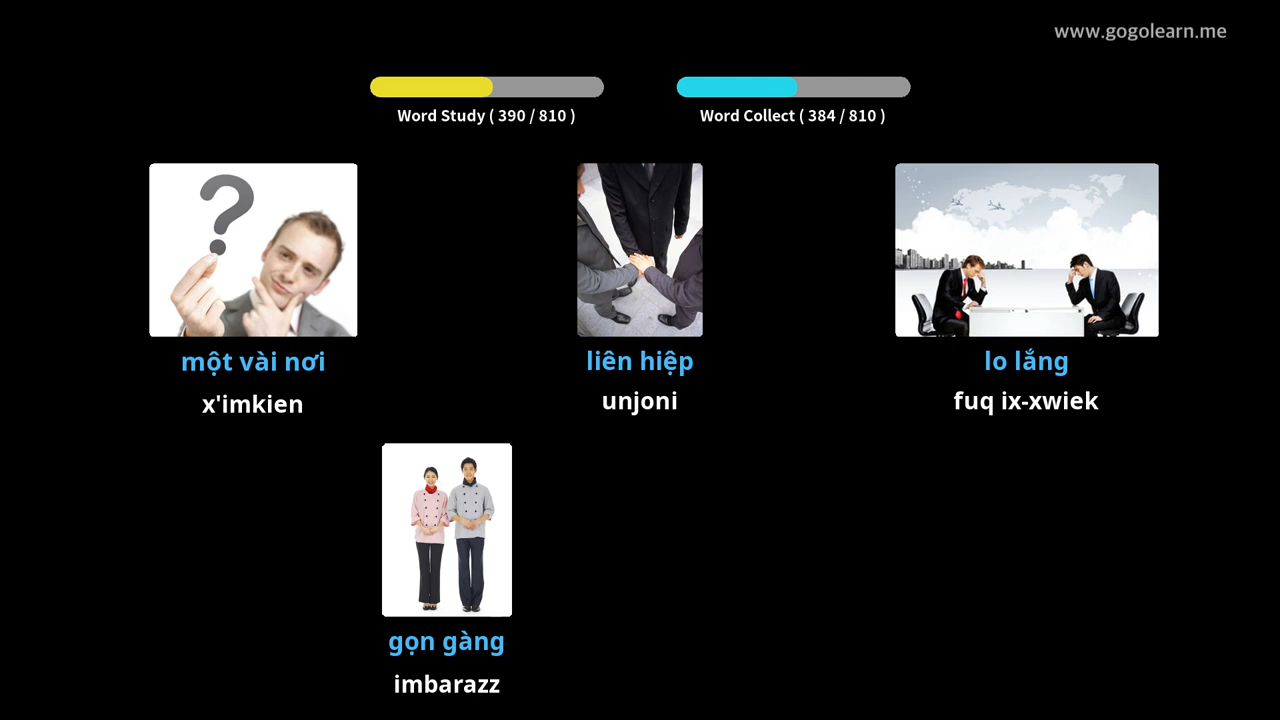 www.gogolearn.me
Word Study ( 390 / 810 )
Word Collect ( 384 / 810 )
một vài nơi
x'imkien
liên hiệp
unjoni
lo lắng
fuq ix-xwiek
gọn gàng
imbarazz